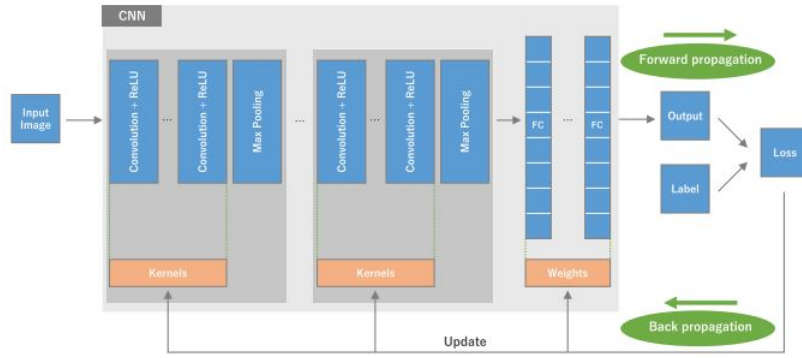 CNN
Forward propagation
Input
Image
Convolution + ReLU
...
Convolution + ReLU
Max Pooling
...
Convolution + ReLU
...
Convolution + ReLU
Max Pooling
FC
...
FC
Output
Label
Loss
Kernels
Kernels
Weights
Back propagation
Update